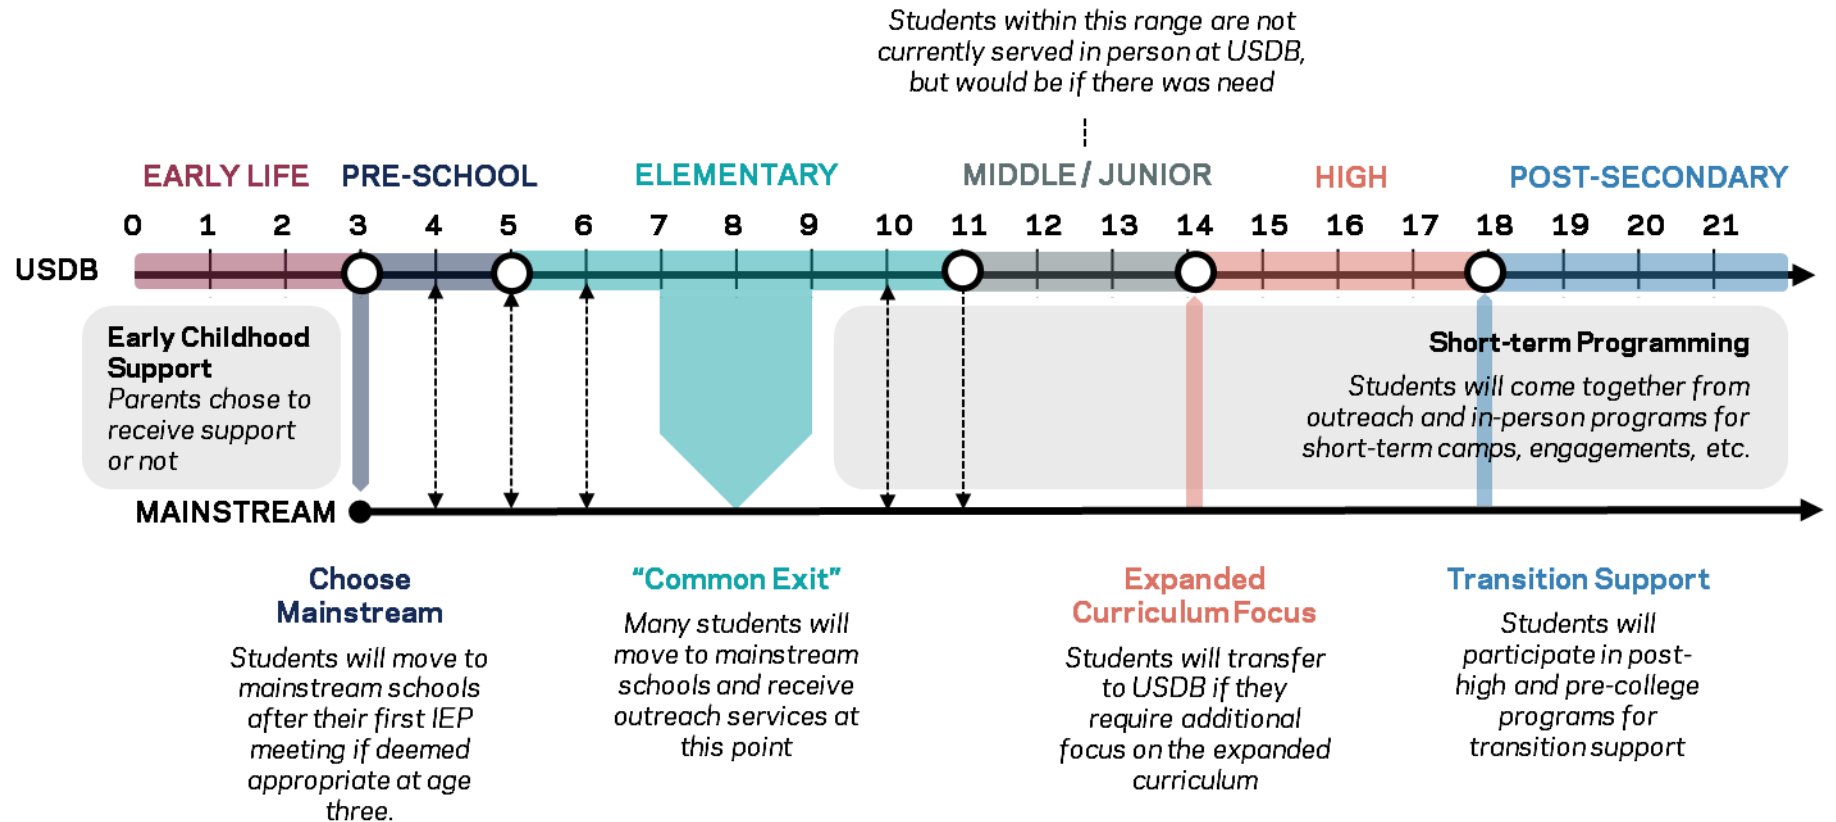 Students within this range are not
currently served in person at USDB,
but would be if there was need
EARLY LIFE PRE-SCHOOL ELEMENTARY MIDDLE / JUNIOR HIGH POST-SECONDARY
0 1 2 3 4 5 6 7 8 9 10 11 12 13 14 15 16 17 18 19 20 21
USDB
Early Childhood
Support
Parents chose to
receive support
or not
Short-term Programming
Students will come together from
outreach and in-person programs for
short-term camps, engagements, etc.
MAINSTREAM
Choose
Mainstream
Students will move to
mainstream schools
after their first IEP
meeting if deemed
appropriate at age
three.
“Common Exit”
Many students will
move to mainstream
schools and receive
outreach services at
this point
Expanded
Curriculum Focus
Students will transfer
to USDB if they
require additional
focus on the expanded
curriculum
Transition Support
Students will
participate in post-
high and pre-college
programs for
transition support